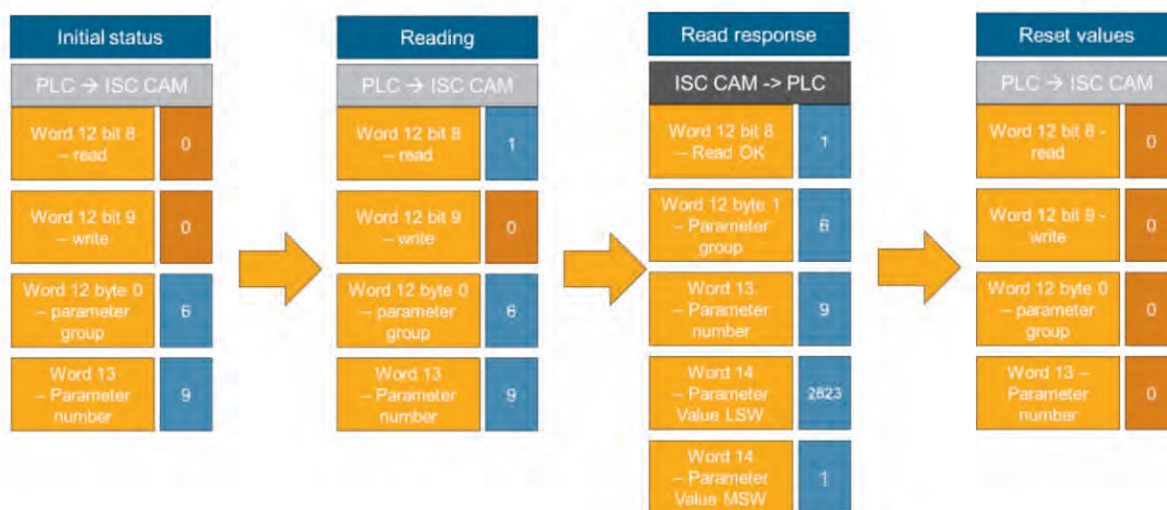 Initial status
PLC → ISC CAM
Word 12 bit 8
– read
0
Word 12 bit 9
– write
0
Word 12 byte 0
– parameter
group
6
Word 13
– Parameter
number
9
Reading
PLC → ISC CAM
Word 12 bit 8
– read
1
Word 12 bit 9
– write
0
Word 12 byte 0
– parameter
group
6
Word 13
– Parameter
number
9
Read response
ISC CAM -> PLC
Word 12 bit 8
– Read OK
1
Word 12 byte 1
– Parameter
group
6
Word 13
– Parameter
number
9
Word 14
– Parameter
Value LSW
2823
Word 14
– Parameter
Value MSW
1
Reset values
PLC → ISC CAM
Word 12 bit 8 -
read
0
Word 12 bit 9 -
write
0
Word 12 byte 0
– parameter
group
0
Word 13 –
Parameter
number
0